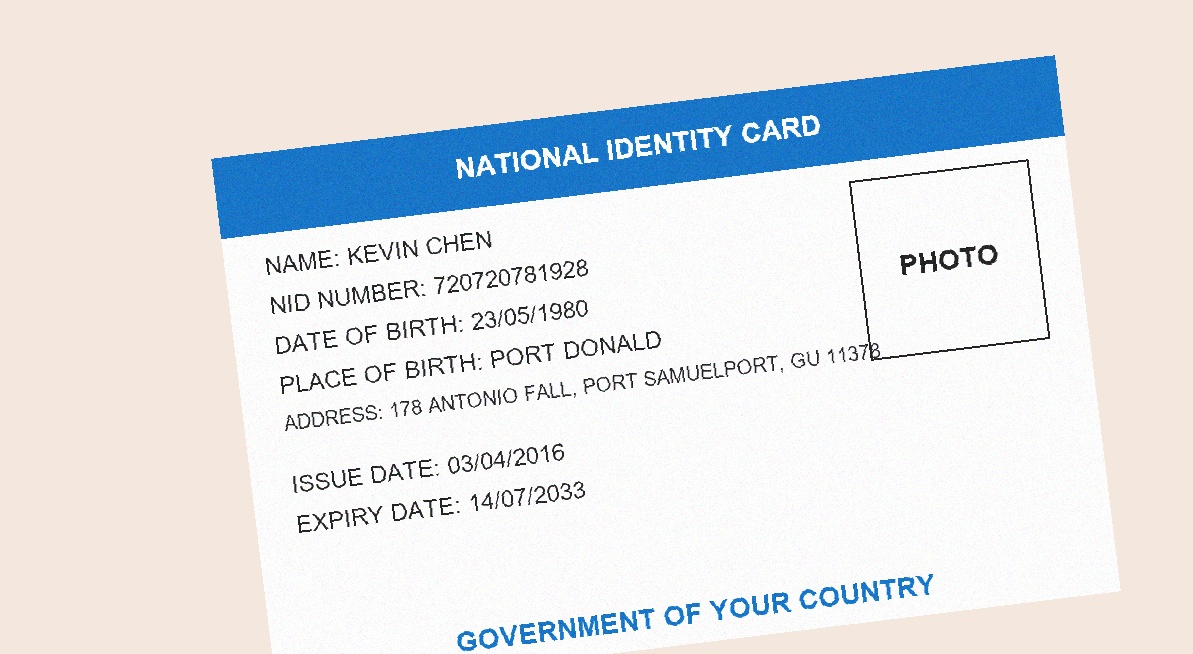 NATIONAL IDENTITY CARD
NAME: KEVIN CHEN
NID NUMBER: 720720781928
DATE OF BIRTH: 23/05/1980
PLACE OF BIRTH: PORT DONALD
ADDRESS: 178 ANTONIO FALL, PORT SAMUELPORT, GU 11378
PHOTO
ISSUE DATE: 03/04/2016
EXPIRY DATE: 14/07/2033
GOVERNMENT OF YOUR COUNTRY